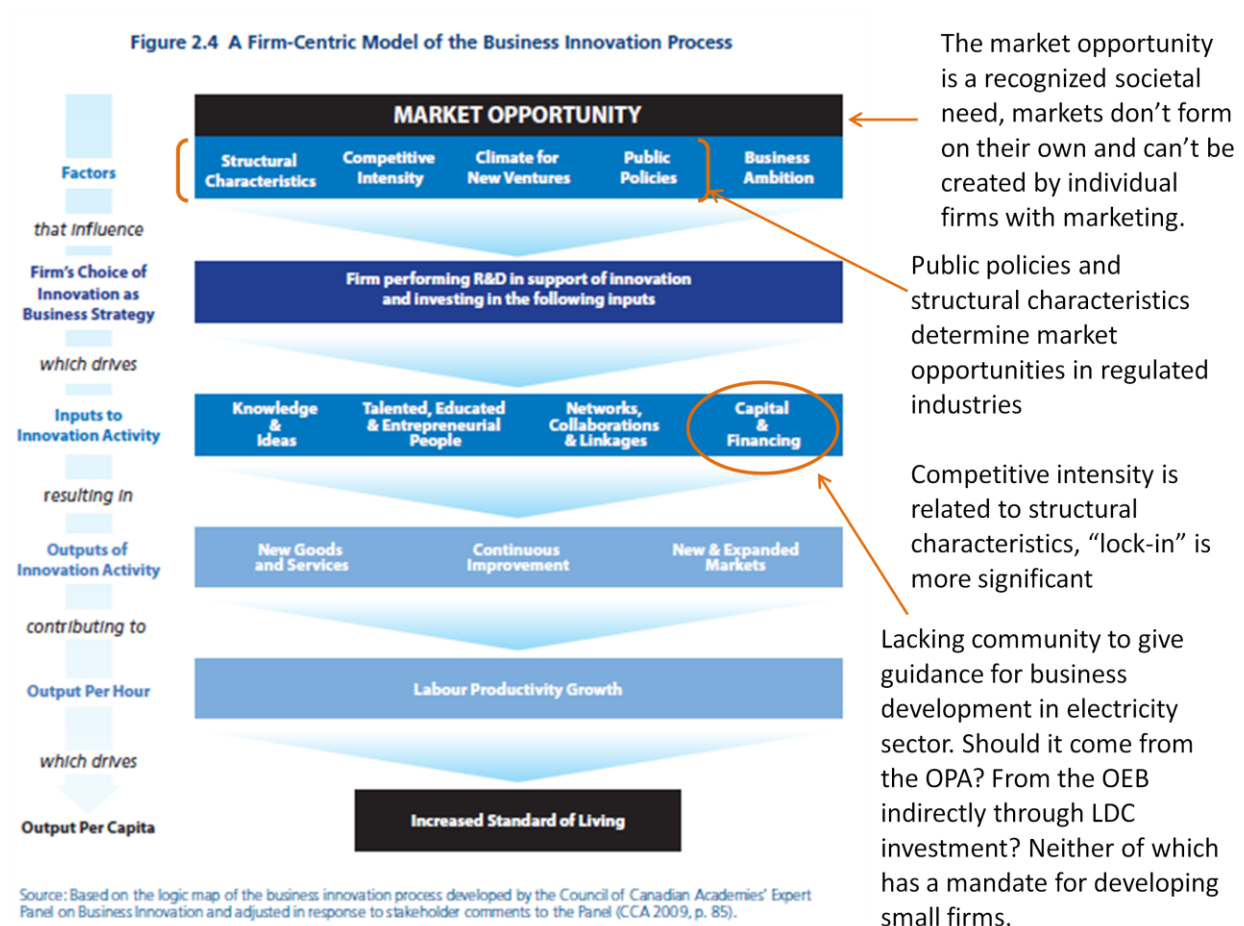 Figure 2.4 A Firm-Centric Model of the Business Innovation Process
MARKET OPPORTUNITY
Factors
Structural
Characteristics
Competitive
Intensity
Climate for
New Ventures
Public
Policies
Business
Ambition
that influence
Firm's Choice of
Innovation as
Business Strategy
Firm performing R&D in support of innovation
and investing in the following inputs
which drives
Inputs to
Innovation Activity
Knowledge
&
Ideas
Talented, Educated
& Entrepreneurial
People
Networks,
Collaborations
& Linkages
Capital
&
Financing
resulting in
Outputs of
Innovation Activity
New Goods
and Services
Continuous
Improvement
New & Expanded
Markets
contributing to
Output Per Hour
Labour Productivity Growth
which drives
Output Per Capita
Increased Standard of Living
Source: Based on the logic map of the business innovation process developed by the Council of Canadian Academies' Expert
Panel on Business Innovation and adjusted in response to stakeholder comments to the Panel (CCA 2009, p. 85).
The market opportunity
is a recognized societal
need, markets don't form
on their own and can't be
created by individual
firms with marketing.
Public policies and
structural characteristics
determine market
opportunities in regulated
industries
Competitive intensity is
related to structural
characteristics, "lock-in" is
more significant
Lacking community to give
guidance for business
development in electricity
sector. Should it come from
the OPA? From the OEB
indirectly through LDC
investment? Neither of which
has a mandate for developing
small firms.